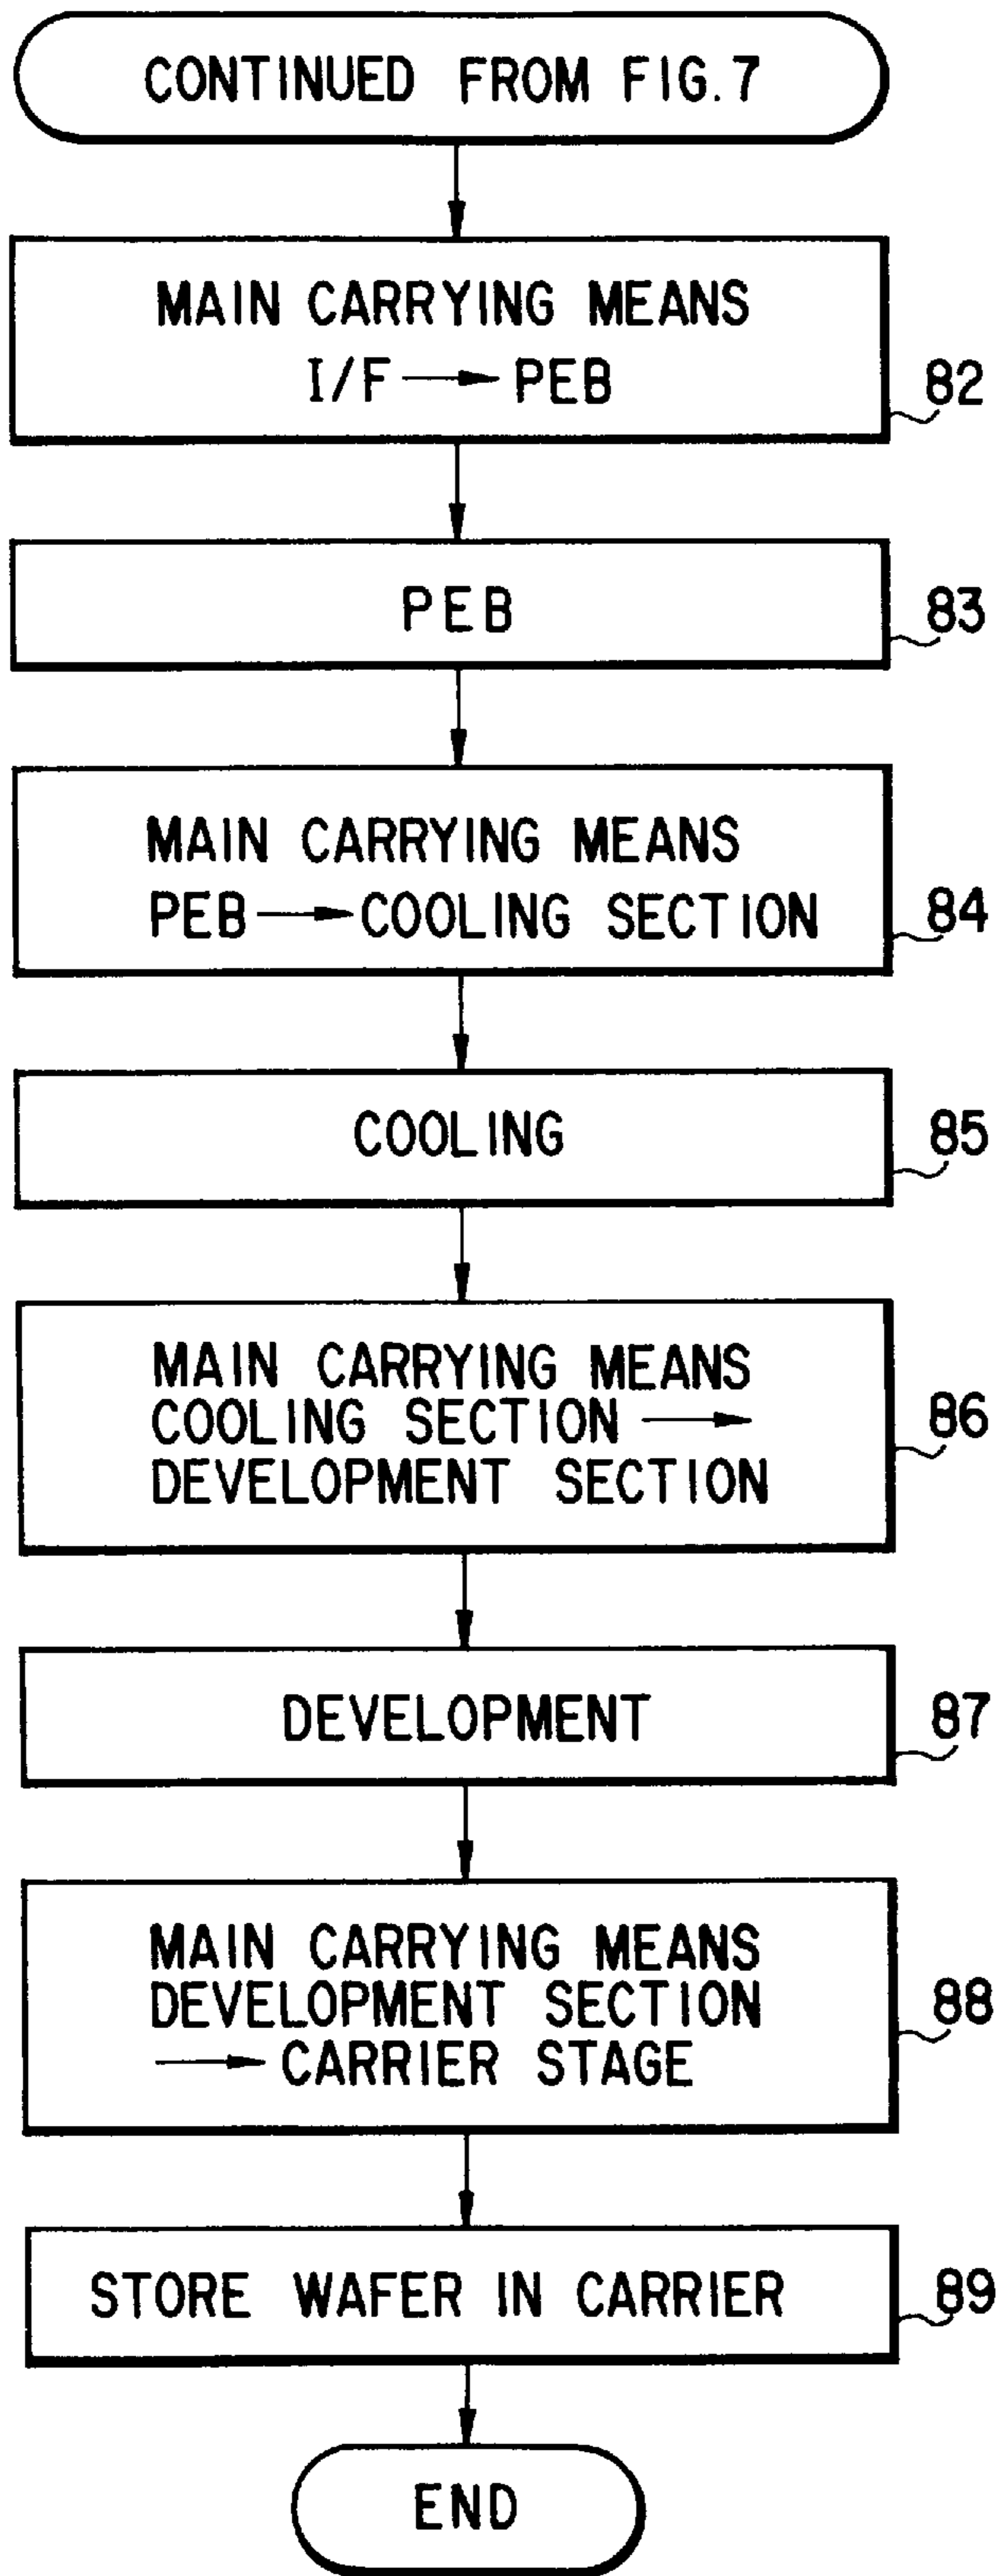 CONTINUED FROM FIG.7
MAIN CARRYING MEANS
I/F → PEB
82
PEB
83
MAIN CARRYING MEANS
PEB → COOLING SECTION
84
COOLING
85
MAIN CARRYING MEANS
COOLING SECTION →
DEVELOPMENT SECTION
86
DEVELOPMENT
87
MAIN CARRYING MEANS
DEVELOPMENT SECTION
→ CARRIER STAGE
88
STORE WAFER IN CARRIER
89
END